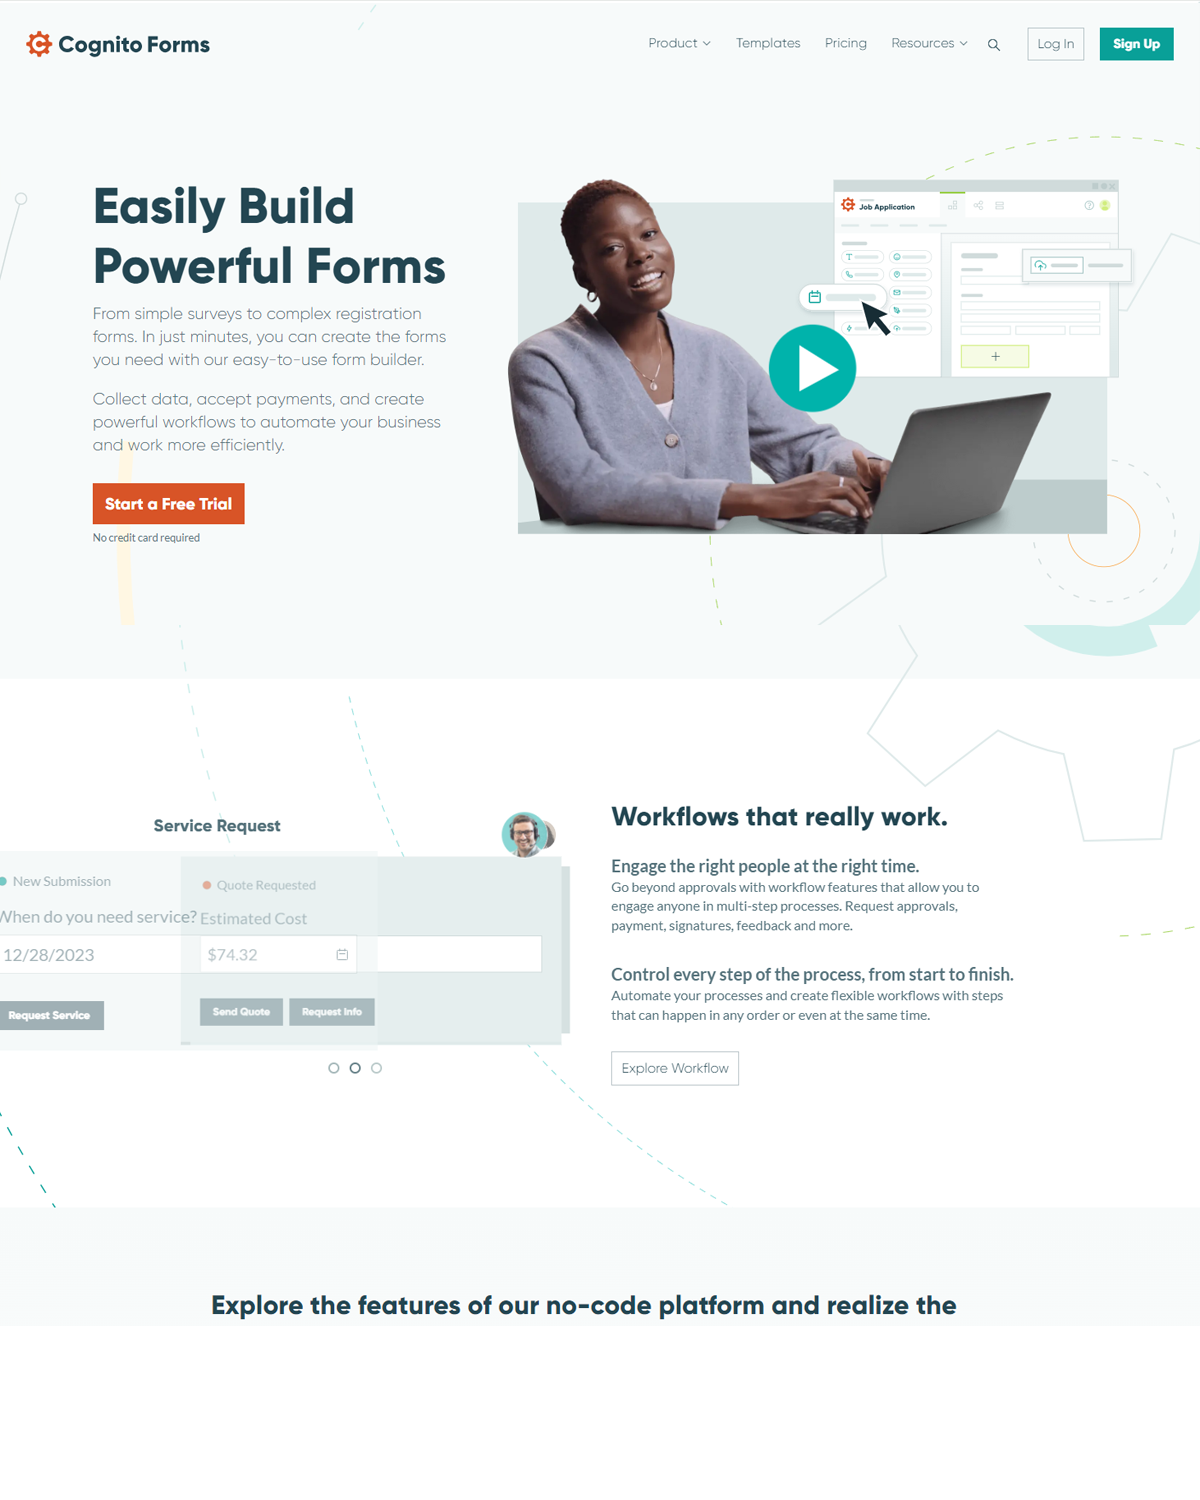 Cognito Forms
Product
Templates
Pricing
Resources
Log In
Sign Up
Easily Build
Powerful Forms
From simple surveys to complex registration
forms. In just minutes, you can create the forms
you need with our easy-to-use form builder.
Collect data, accept payments, and create
powerful workflows to automate your business
and work more efficiently.
Start a Free Trial
No credit card required
Job Application
Service Request
New Submission
When do you need service?
12/28/2023
Request Service
Quote Requested
Estimated Cost
$74.32
Send Quote
Request Info
Workflows that really work.
Engage the right people at the right time.
Go beyond approvals with workflow features that allow you to
engage anyone in multi-step processes. Request approvals,
payment, signatures, feedback and more.
Control every step of the process, from start to finish.
Automate your processes and create flexible workflows with steps
that can happen in any order or even at the same time.
Explore Workflow
Explore the features of our no-code platform and realize the